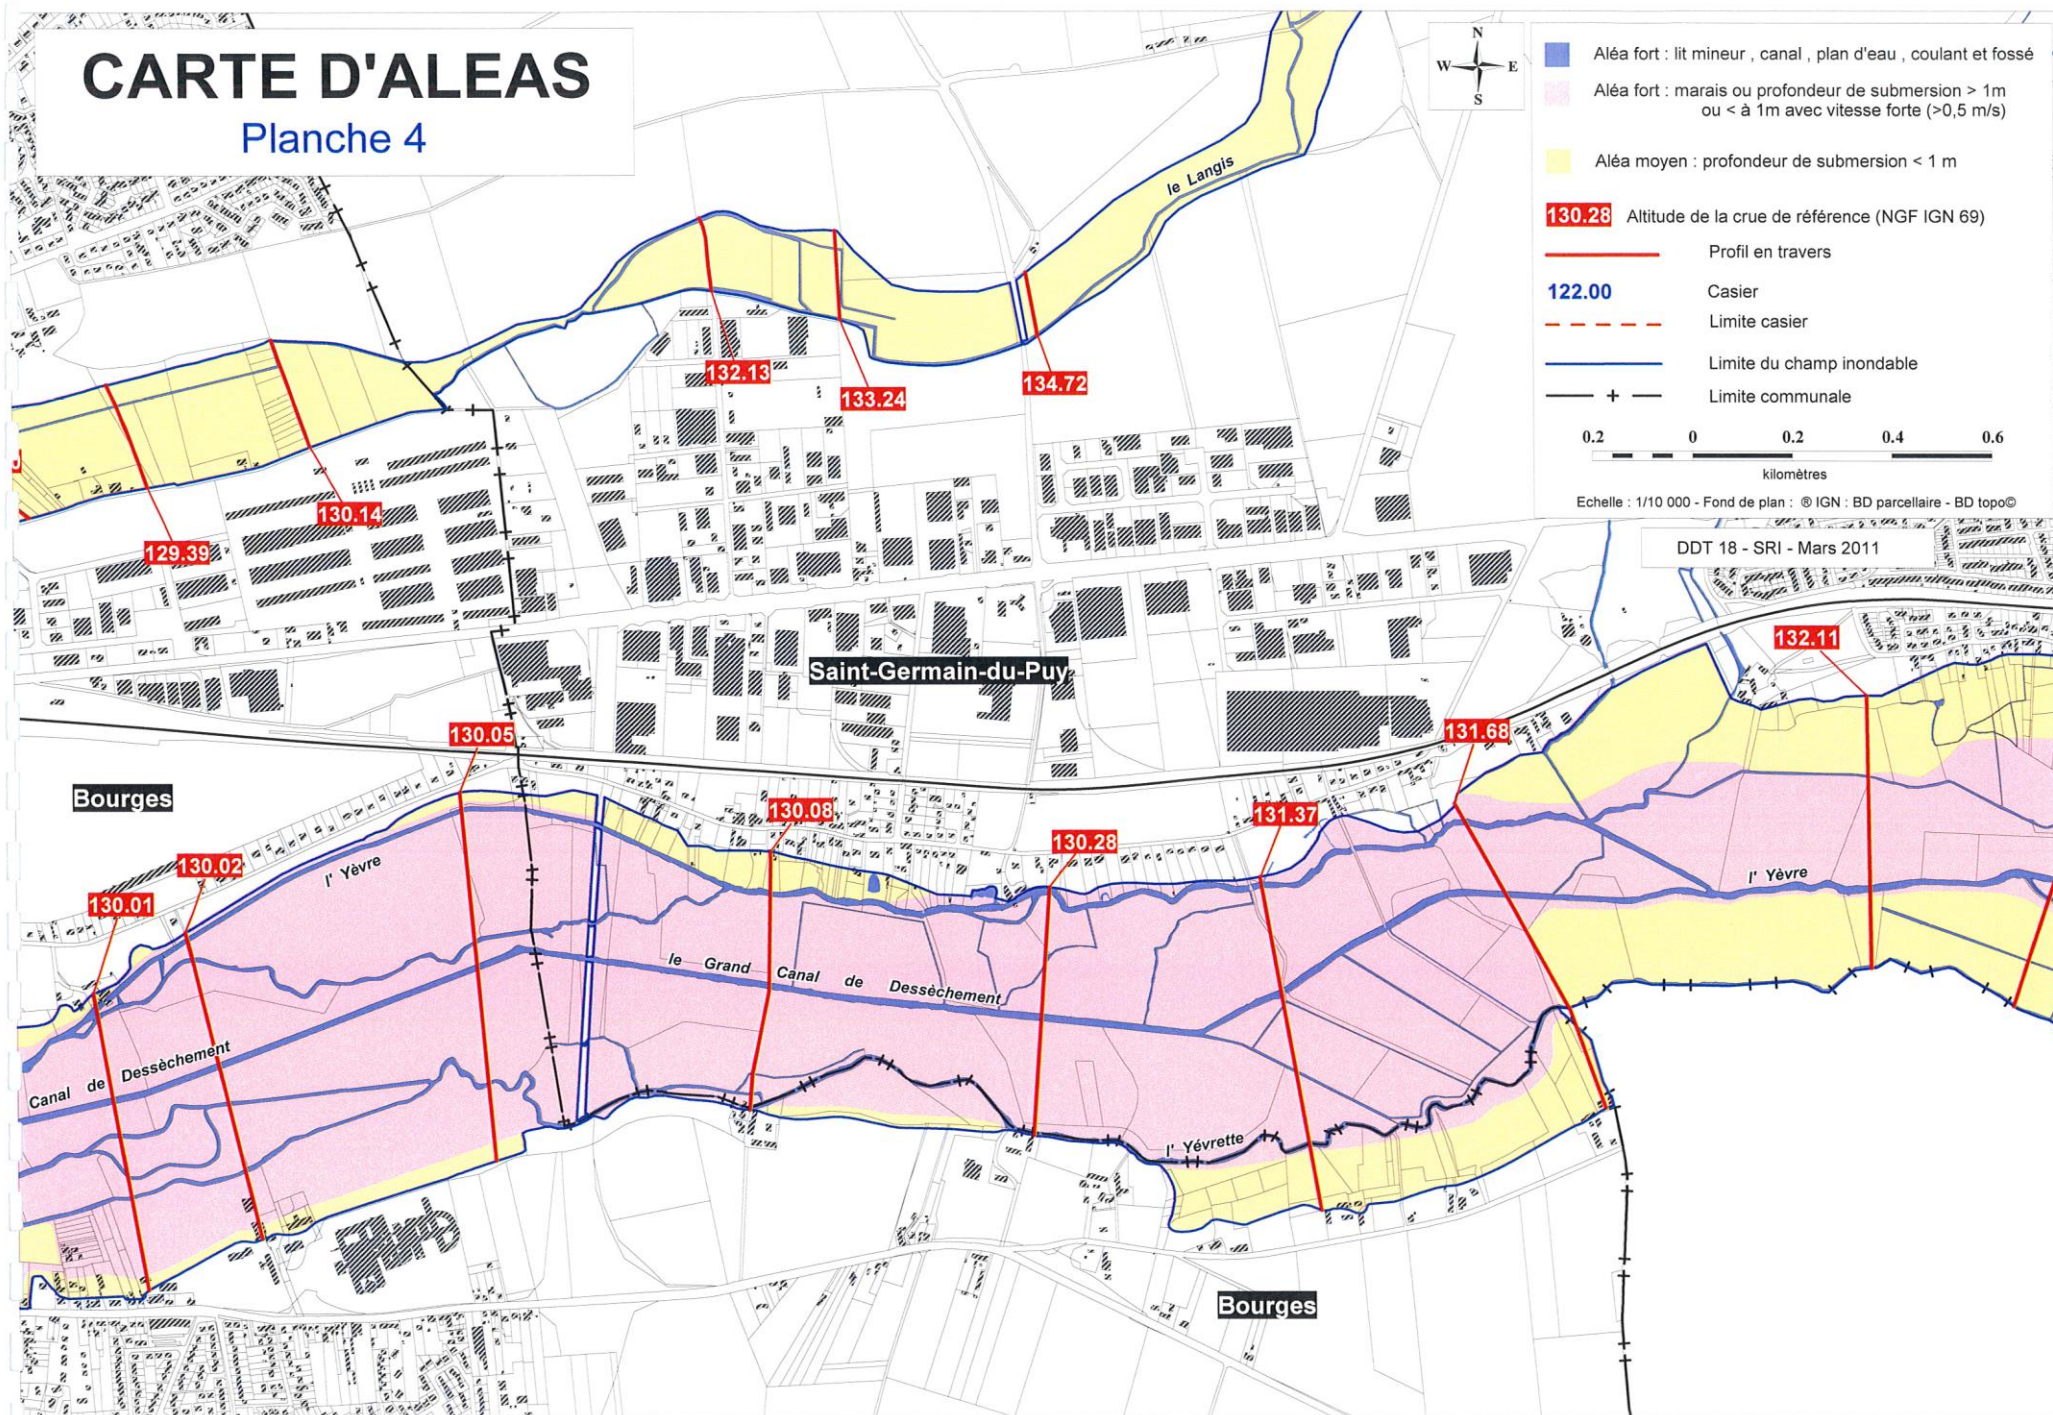 CARTE D'ALEAS
Planche 4
N
W E
S
Aléa fort : lit mineur , canal , plan d'eau , coulant et fossé
Aléa fort : marais ou profondeur de submersion > 1m
ou < à 1m avec vitesse forte (>0,5 m/s)
Aléa moyen : profondeur de submersion < 1 m
130.28 Altitude de la crue de référence (NGF IGN 69)
Profil en travers
122.00 Casier
Limite casier
Limite du champ inondable
Limite communale
0.2 0 0.2 0.4 0.6
kilomètres
Echelle : 1/10 000 - Fond de plan : ® IGN : BD parcellaire - BD topo©
DDT 18 - SRI - Mars 2011
le Langis
132.13
133.24
134.72
130.14
129.39
Saint-Germain-du-Puy
132.11
130.05
131.68
Bourges
130.08
131.37
130.28
130.02
130.01
l' Yèvre
l' Yèvre
le Grand Canal de Dessèchement
Canal de Dessèchement
l' Yévrette
Bourges